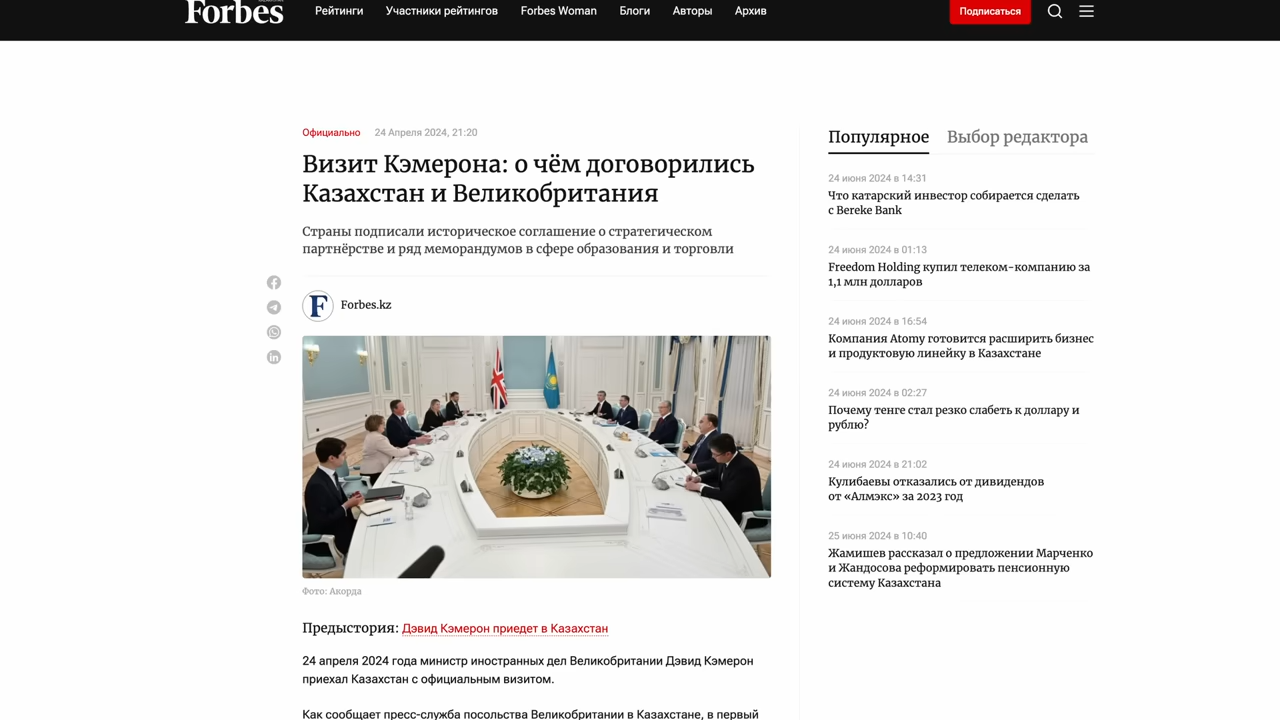 Forbes
Рейтинги
Участники рейтингов
Forbes Woman
Блоги
Авторы
Архив
Подписаться
Официально
24 Апреля 2024, 21:20
Визит Кэмерона: о чём договорились
Казахстан и Великобритания
Страны подписали историческое соглашение о стратегическом
партнёрстве и ряд меморандумов в сфере образования и торговли
F
Forbes.kz
Фото: Акорда
Предыстория: Дэвид Кэмерон приедет в Казахстан
24 апреля 2024 года министр иностранных дел Великобритании Дэвид Кэмерон
приехал Казахстан с официальным визитом.
Как сообщает пресс-служба посольства Великобритании в Казахстане, в первый
Популярное
Выбор редактора
24 июня 2024 в 14:31
Что катарский инвестор собирается сделать
с Bereke Bank
24 июня 2024 в 01:13
Freedom Holding купил телеком-компанию за
1,1 млн долларов
24 июня 2024 в 16:54
Компания Atomy готовится расширить бизнес
и продуктовую линейку в Казахстане
24 июня 2024 в 02:27
Почему тенге стал резко слабеть к доллару и
рублю?
24 июня 2024 в 21:02
Кулибаевы отказались от дивидендов
от «Алмэкс» за 2023 год
25 июня 2024 в 10:40
Жамишев рассказал о предложении Марченко
и Жандосова реформировать пенсионную
систему Казахстана